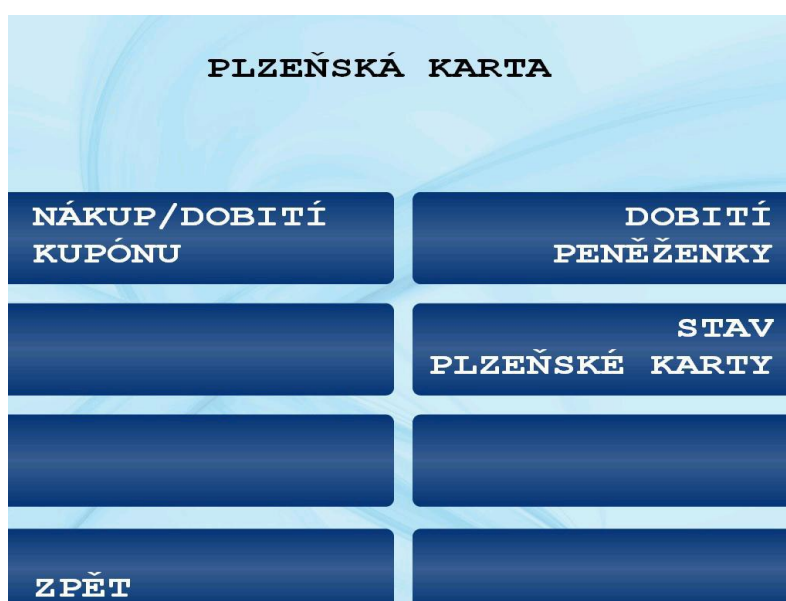 PLZEŇSKÁ KARTA
NÁKUP/DOBITÍ
KUPÓNU
DOBITÍ
PENĚŽENKY
STAV
PLZEŇSKÉ KARTY
ZPĚT